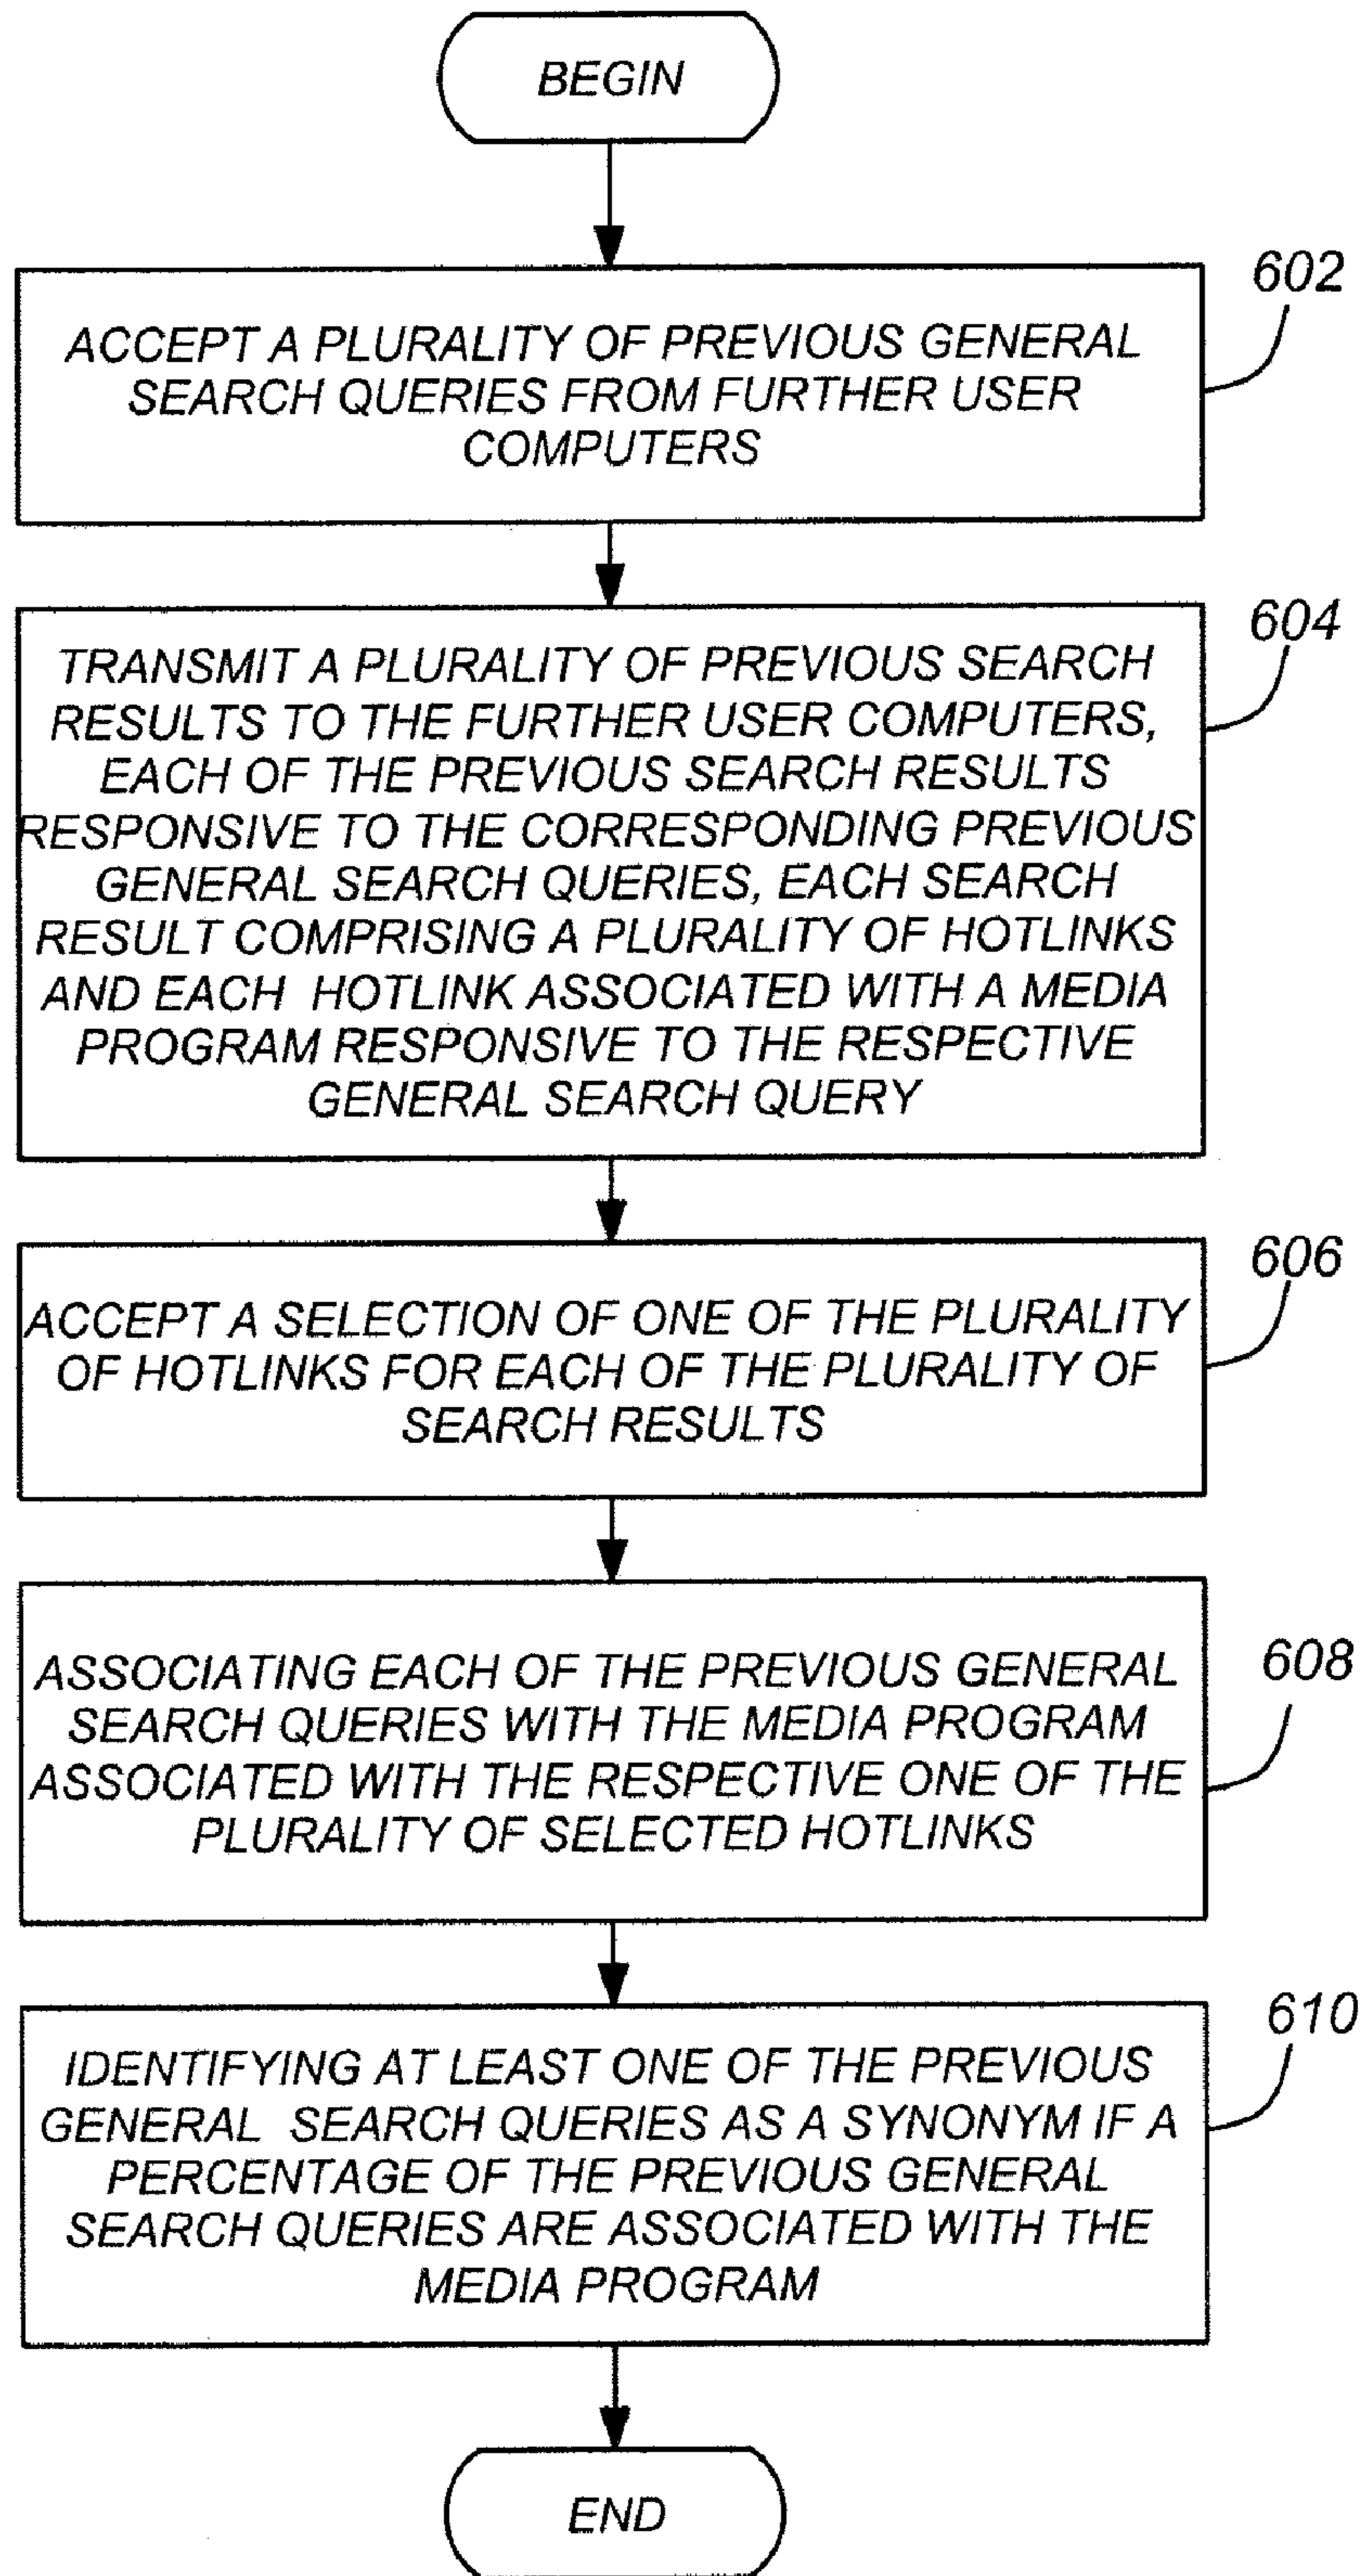 BEGIN
602
ACCEPT A PLURALITY OF PREVIOUS GENERAL
SEARCH QUERIES FROM FURTHER USER
COMPUTERS
604
TRANSMIT A PLURALITY OF PREVIOUS SEARCH
RESULTS TO THE FURTHER USER COMPUTERS,
EACH OF THE PREVIOUS SEARCH RESULTS
RESPONSIVE TO THE CORRESPONDING PREVIOUS
GENERAL SEARCH QUERIES, EACH SEARCH
RESULT COMPRISING A PLURALITY OF HOTLINKS
AND EACH HOTLINK ASSOCIATED WITH A MEDIA
PROGRAM RESPONSIVE TO THE RESPECTIVE
GENERAL SEARCH QUERY
606
ACCEPT A SELECTION OF ONE OF THE PLURALITY
OF HOTLINKS FOR EACH OF THE PLURALITY OF
SEARCH RESULTS
608
ASSOCIATING EACH OF THE PREVIOUS GENERAL
SEARCH QUERIES WITH THE MEDIA PROGRAM
ASSOCIATED WITH THE RESPECTIVE ONE OF THE
PLURALITY OF SELECTED HOTLINKS
610
IDENTIFYING AT LEAST ONE OF THE PREVIOUS
GENERAL SEARCH QUERIES AS A SYNONYM IF A
PERCENTAGE OF THE PREVIOUS GENERAL
SEARCH QUERIES ARE ASSOCIATED WITH THE
MEDIA PROGRAM
END